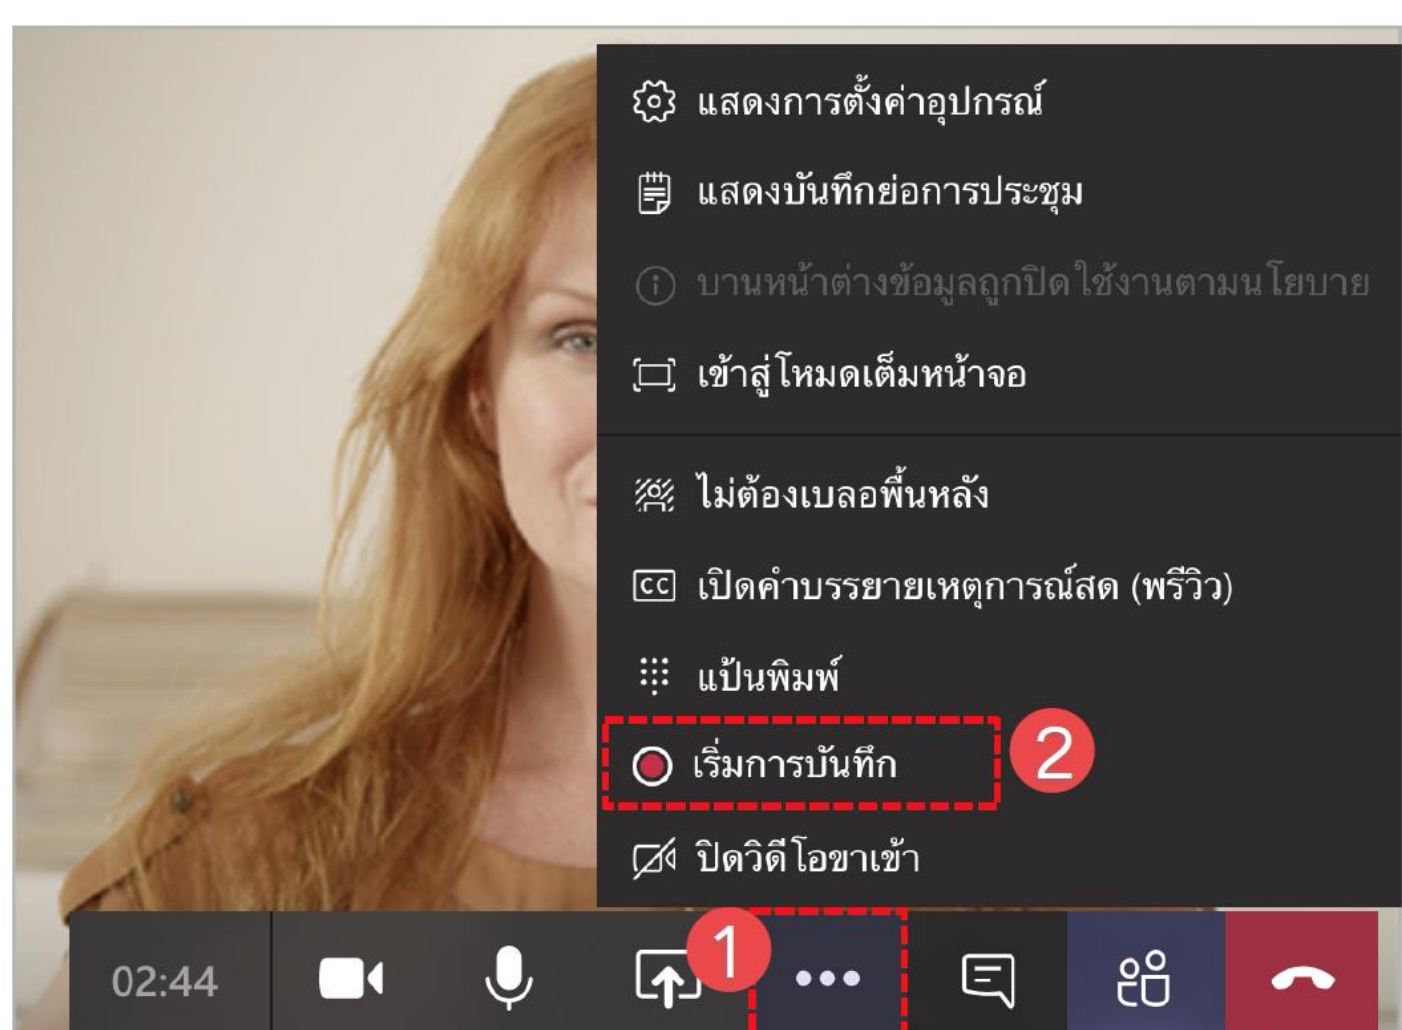 แสดงการตั้งค่าอุปกรณ์
แสดงบันทึกย่อการประชุม
บานหน้าต่างข้อมูลถูกปิดใช้งานตามนโยบาย
เข้าสู่โหมดเต็มหน้าจอ
ไม่ต้องเบลอพื้นหลัง
CC เปิดคำบรรยายเหตุการณ์สด (พรีวิว)
แป้นพิมพ์
เริ่มการบันทึก 2
ปิดวิดีโอขาเข้า
02:44 1